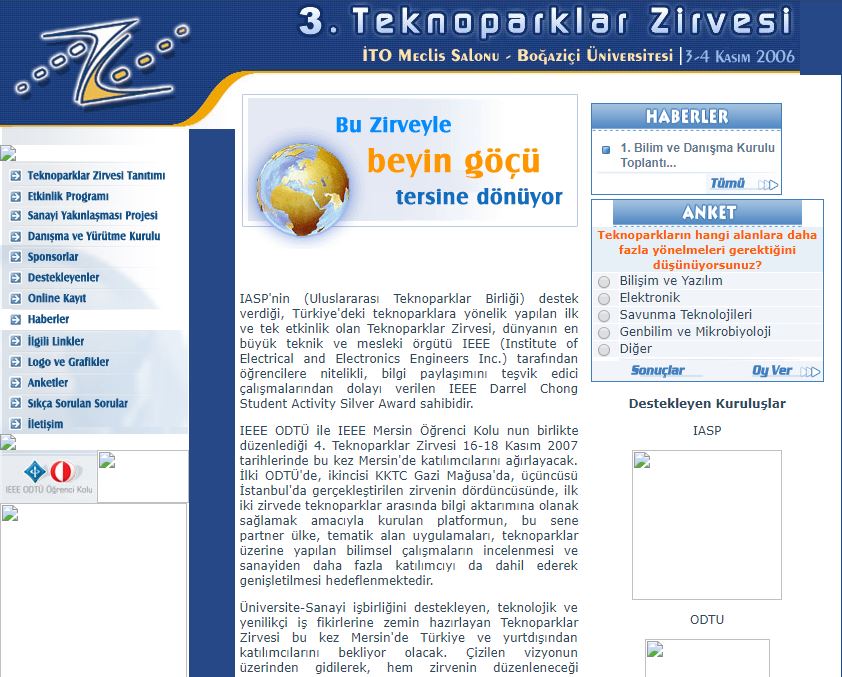 3. Teknoparklar Zirvesi
İTO Meclis Salonu - Boğaziçi Üniversitesi | 3-4 Kasım 2006
Teknoparklar Zirvesi Tanıtımı
Etkinlik Programı
Sanayi Yakınlaşması Projesi
Danışma ve Yürütme Kurulu
Sponsorlar
Destekleyenler
Online Kayıt
Haberler
İlgili Linkler
Logo ve Grafikler
Anketler
Sıkça Sorulan Sorular
İletişim
IEEE ODTÜ Öğrenci Kolu
Bu Zirveyle
beyin göçü
tersine dönüyor
IASP'nin (Uluslararası Teknoparklar Birliği) destek
verdiği, Türkiye'deki teknoparklara yönelik yapılan ilk
ve tek etkinlik olan Teknoparklar Zirvesi, dünyanın en
büyük teknik ve mesleki örgütü IEEE (Institute of
Electrical and Electronics Engineers Inc.) tarafından
öğrencilere nitelikli, bilgi paylaşımını teşvik edici
çalışmalarından dolayı verilen IEEE Darrel Chong
Student Activity Silver Award sahibidir.
IEEE ODTÜ ile IEEE Mersin Öğrenci Kolu nun birlikte
düzenlediği 4. Teknoparklar Zirvesi 16-18 Kasım 2007
tarihlerinde bu kez Mersin'de katılımcılarını ağırlayacak.
İlki ODTÜ'de, ikincisi KKTC Gazi Mağusa'da, üçüncüsü
İstanbul'da gerçekleştirilen zirvenin dördüncüsünde, ilk
iki zirvede teknoparklar arasında bilgi aktarımına olanak
sağlamak amacıyla kurulan platformun, bu sene
partner ülke, tematik alan uygulamaları, teknoparklar
üzerine yapılan bilimsel çalışmaların incelenmesi ve
sanayiden daha fazla katılımcıyı da dahil ederek
genişletilmesi hedeflenmektedir.
Üniversite-Sanayi işbirliğini destekleyen, teknolojik ve
yenilikçi iş fikirlerine zemin hazırlayan Teknoparklar
Zirvesi bu kez Mersin'de Türkiye ve yurtdışından
katılımcılarını bekliyor olacak. Çizilen vizyonun
üzerinden gidilerek, hem zirvenin düzenleneceği
HABERLER
1. Bilim ve Danışma Kurulu
Toplantı...
Tümü
ANKET
Teknoparkların hangi alanlara daha
fazla yönelmeleri gerektiğini
düşünüyorsunuz?
Bilişim ve Yazılım
Elektronik
Savunma Teknolojileri
Genbilim ve Mikrobiyoloji
Diğer
Sonuçlar Oy Ver
Destekleyen Kuruluşlar
IASP
ODTU